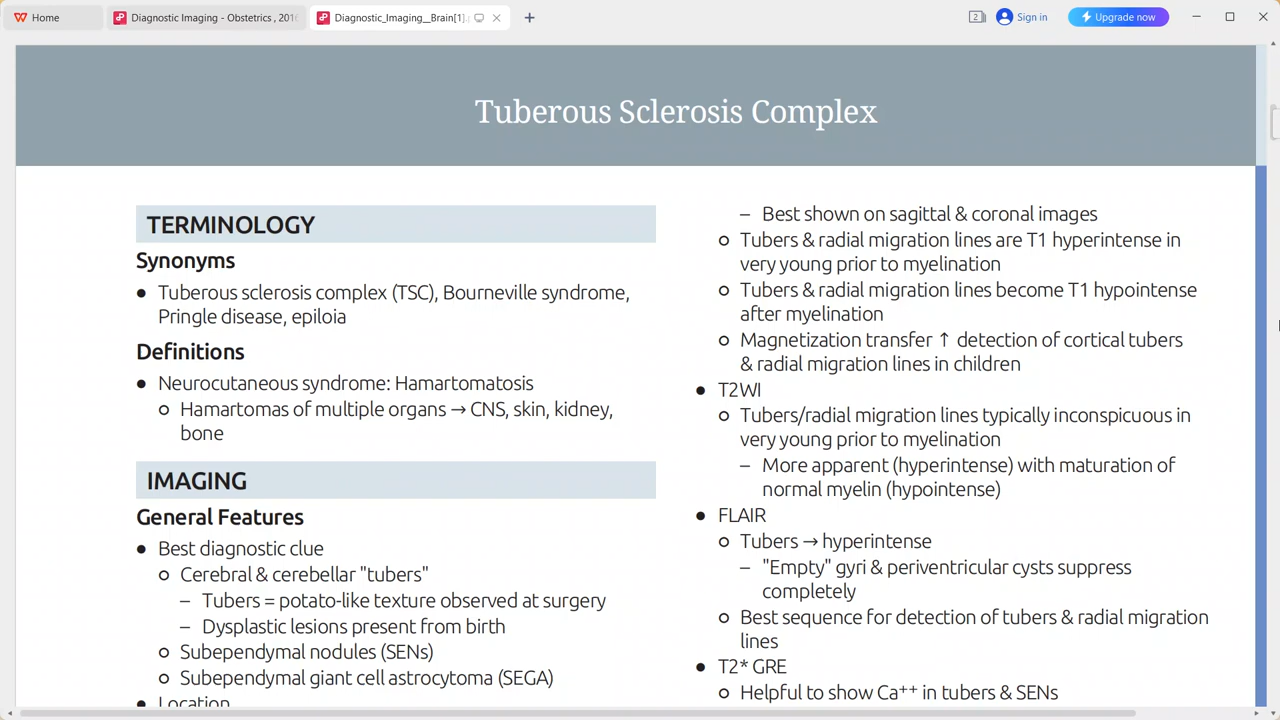 Home
Diagnostic Imaging - Obstetrics , 201
Diagnostic_Imaging__Brain[1].
2
Sign in
Upgrade now
Tuberous Sclerosis Complex
TERMINOLOGY
Synonyms
● Tuberous sclerosis complex (TSC), Bourneville syndrome,
Pringle disease, epiloia
Definitions
● Neurocutaneous syndrome: Hamartomatosis
○ Hamartomas of multiple organs → CNS, skin, kidney,
bone
IMAGING
General Features
● Best diagnostic clue
○ Cerebral & cerebellar "tubers"
– Tubers = potato-like texture observed at surgery
– Dysplastic lesions present from birth
○ Subependymal nodules (SENs)
○ Subependymal giant cell astrocytoma (SEGA)
● Location
– Best shown on sagittal & coronal images
○ Tubers & radial migration lines are T1 hyperintense in
very young prior to myelination
○ Tubers & radial migration lines become T1 hypointense
after myelination
○ Magnetization transfer ↑ detection of cortical tubers
& radial migration lines in children
● T2WI
○ Tubers/radial migration lines typically inconspicuous in
very young prior to myelination
– More apparent (hyperintense) with maturation of
normal myelin (hypointense)
● FLAIR
○ Tubers → hyperintense
– "Empty" gyri & periventricular cysts suppress
completely
○ Best sequence for detection of tubers & radial migration
lines
● T2* GRE
○ Helpful to show Ca⁺⁺ in tubers & SENs